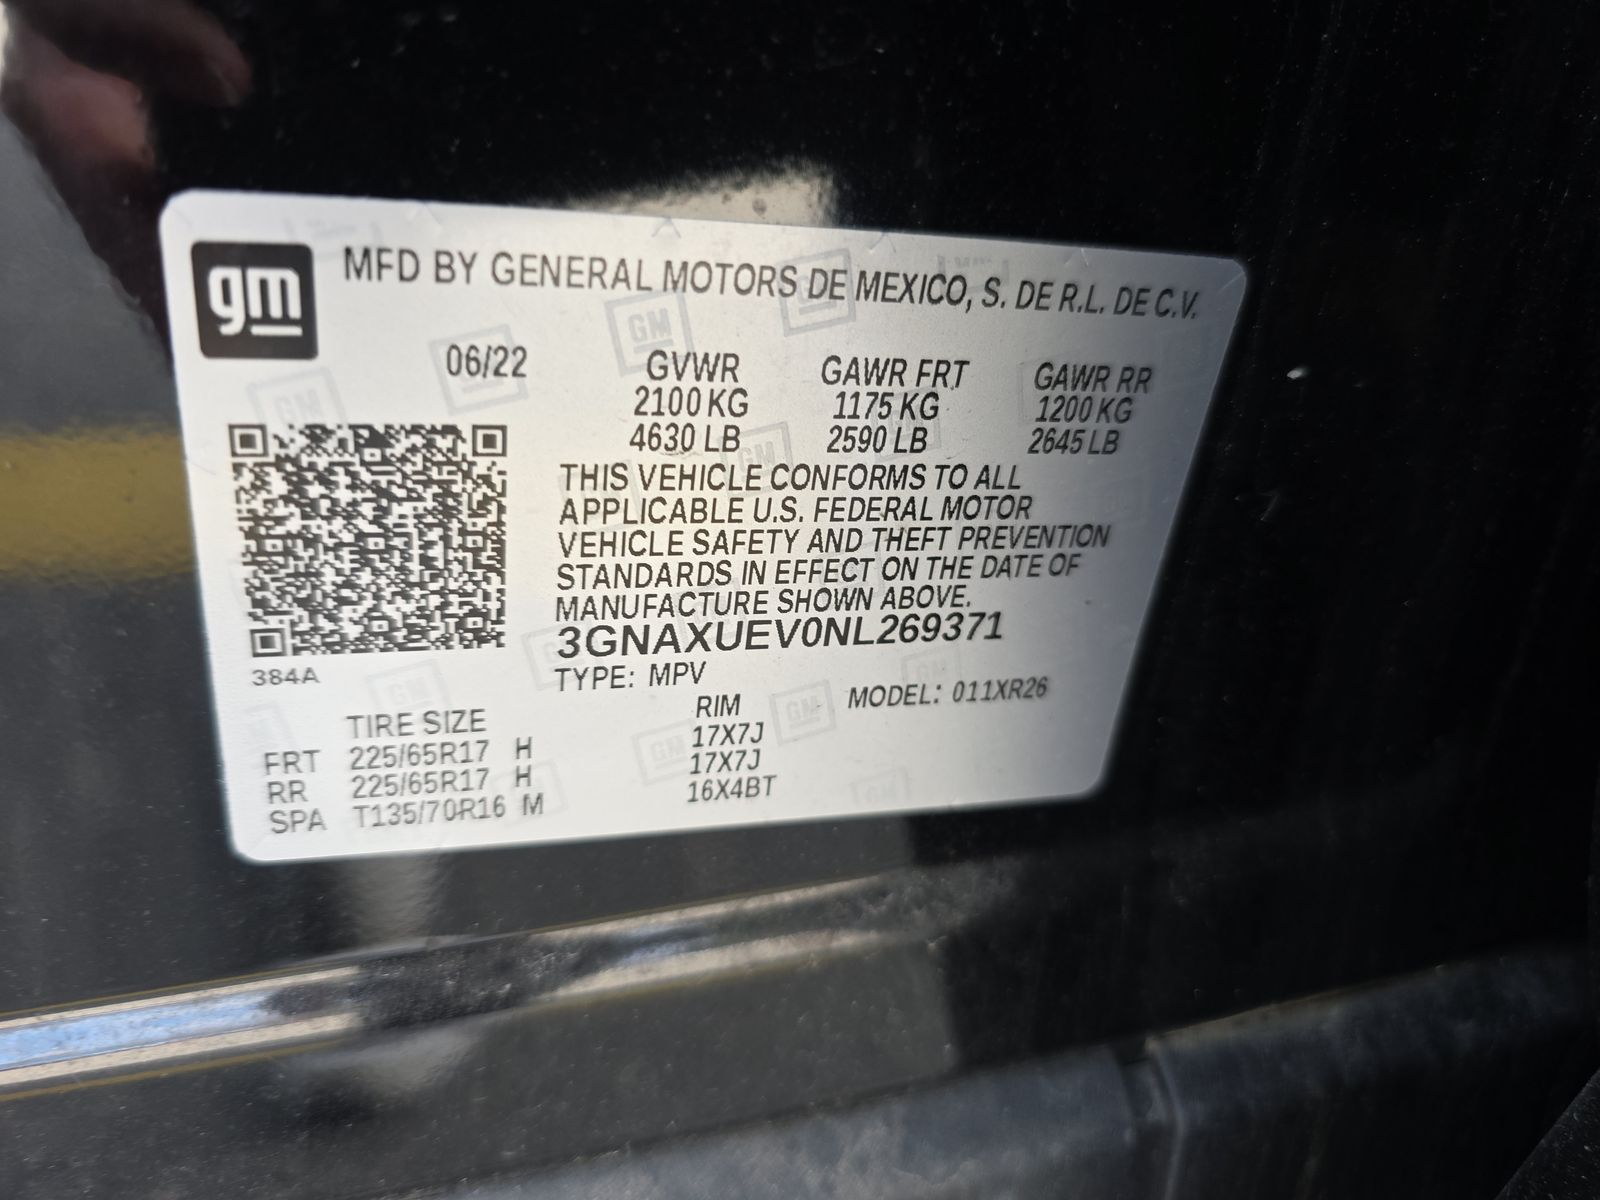 gm MFD BY GENERAL MOTORS DE MEXICO, S. DE R.L. DE C.V.
06/22 GVWR GAWR FRT GAWR RR
2100 KG 1175 KG 1200 KG
4630 LB 2590 LB 2645 LB
THIS VEHICLE CONFORMS TO ALL
APPLICABLE U.S. FEDERAL MOTOR
VEHICLE SAFETY AND THEFT PREVENTION
STANDARDS IN EFFECT ON THE DATE OF
MANUFACTURE SHOWN ABOVE.
3GNAXUEV0NL269371
384A TYPE: MPV MODEL: 011XR26
TIRE SIZE RIM
FRT 225/65R17 H 17X7J
RR 225/65R17 H 17X7J
SPA T135/70R16 M 16X4BT